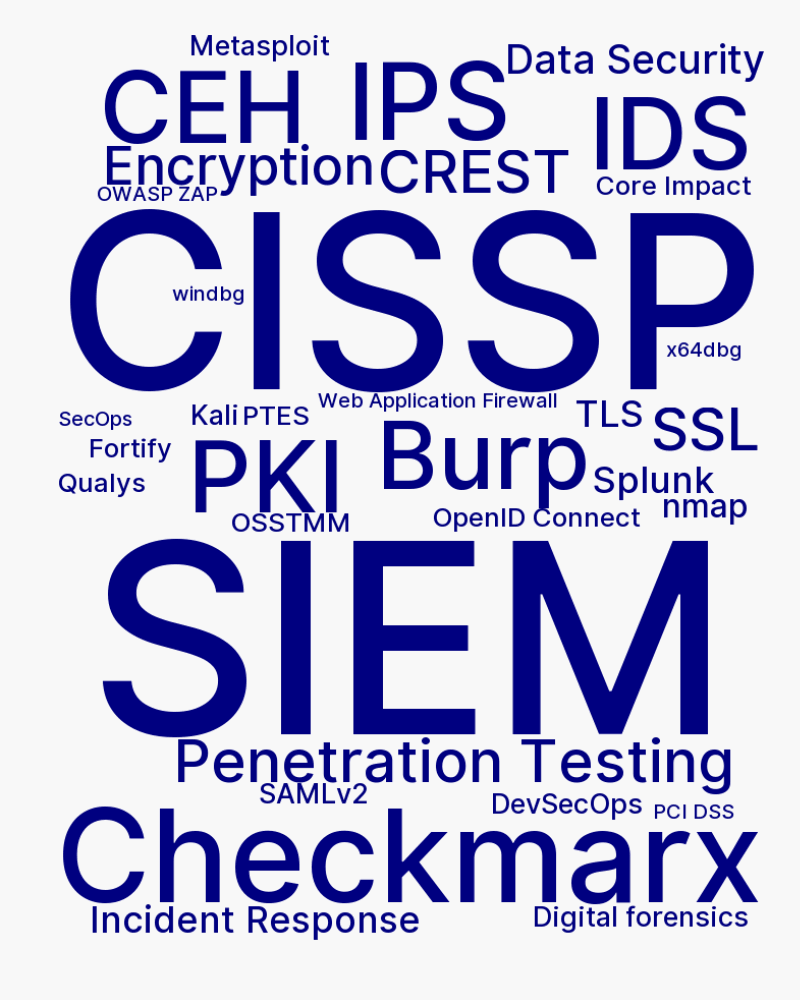 Metasploit
Data Security
CEH
IPS
IDS
Encryption
CREST
Core Impact
OWASP ZAP
CISSP
windbg
x64dbg
Web Application Firewall
SecOps
Kali
PTES
TLS
SSL
Fortify
PKI
Burp
Qualys
Splunk
nmap
OSSTMM
OpenID Connect
SIEM
Penetration Testing
SAMLv2
DevSecOps
PCI DSS
Checkmarx
Incident Response
Digital forensics